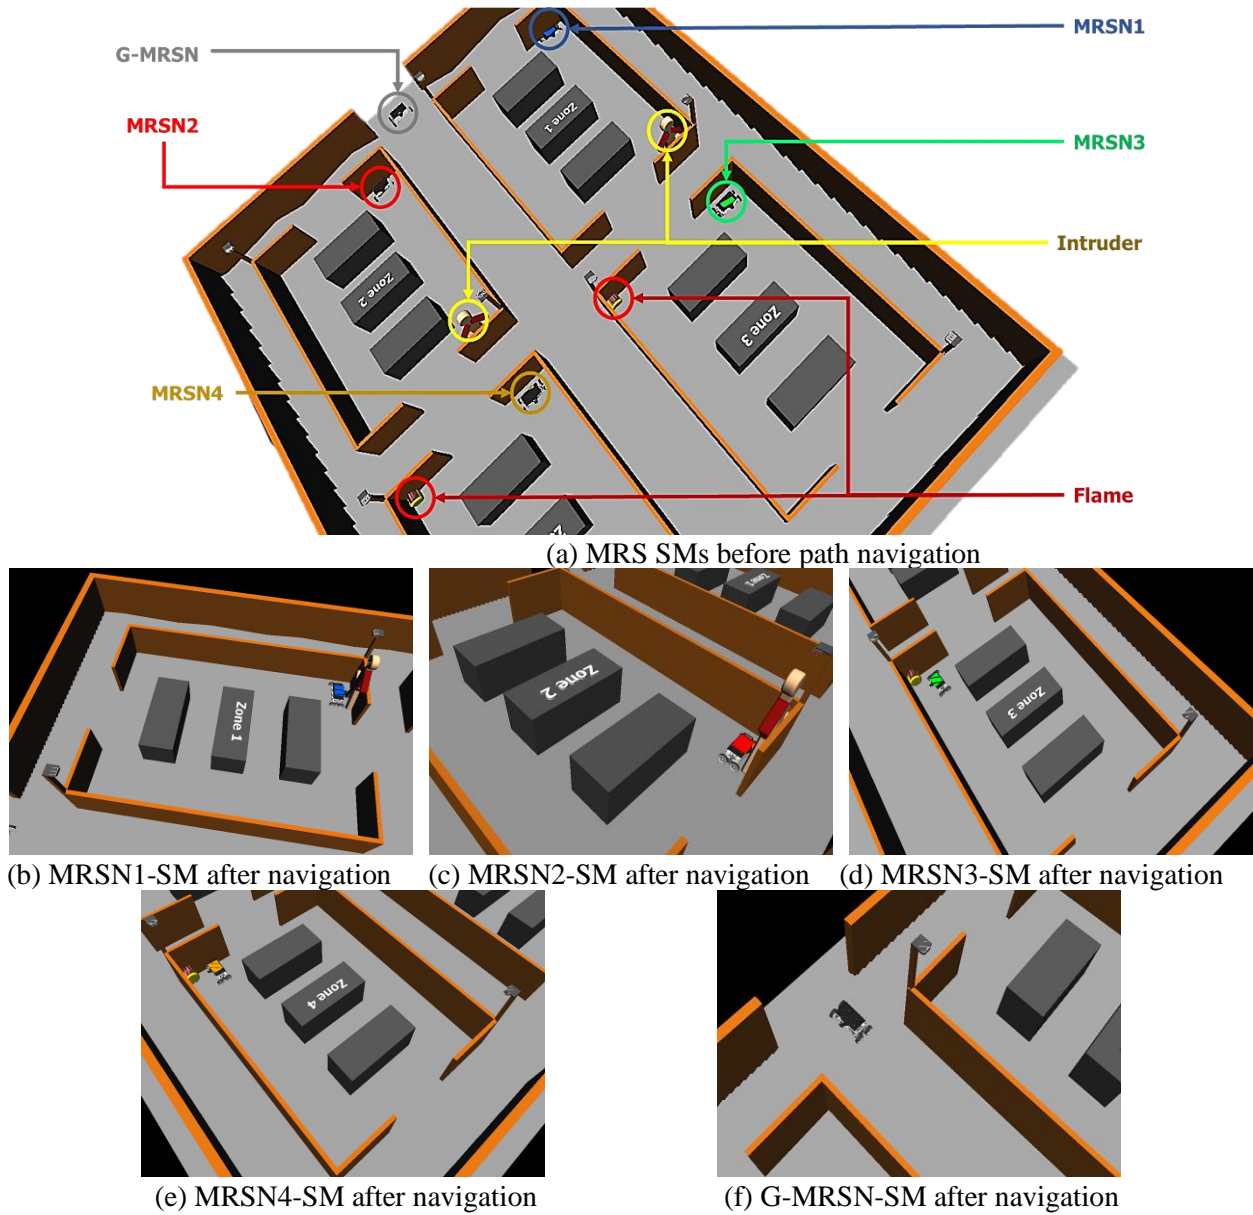 MRSN1
G-MRSN
MRSN2
MRSN3
Intruder
MRSN4
Flame
Zone 1
Zone 2
Zone 3
(a) MRS SMs before path navigation
Zone 1
Zone 2
Zone 3
(b) MRSN1-SM after navigation
(c) MRSN2-SM after navigation
(d) MRSN3-SM after navigation
Zone 4
(e) MRSN4-SM after navigation
(f) G-MRSN-SM after navigation